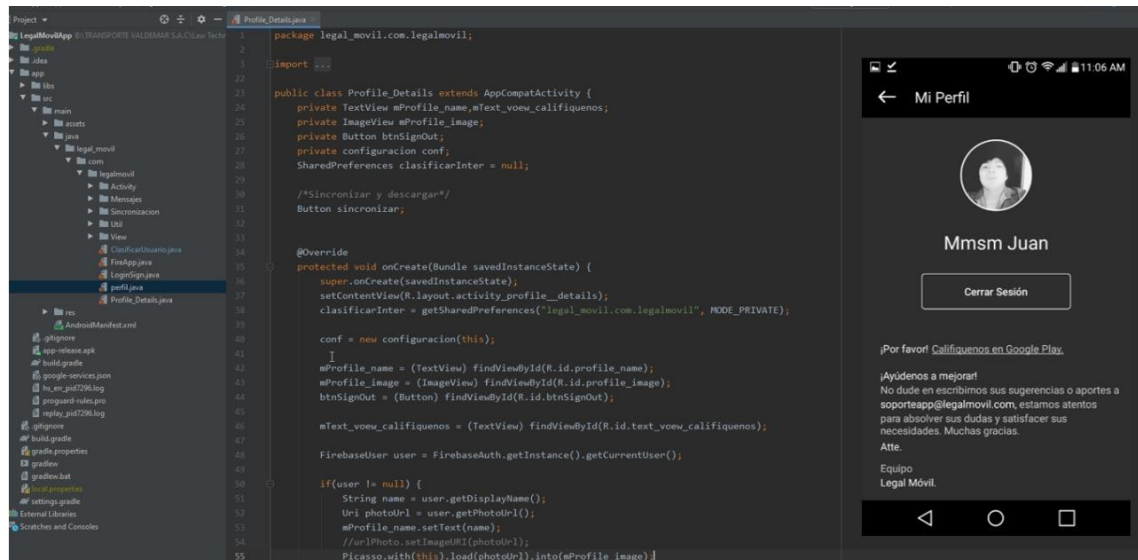 Project
LegalMovilApp B:\TRANSPORTE VALDEMAR S.A.C\Law Techn
.gradle
.idea
app
libs
src
main
assets
java
legal_movil
com
legalmovil
Activity
Mensajes
Sincronizacion
Util
View
ClasificarUsuario.java
FireApp.java
LoginSign.java
perfil.java
Profile_Details.java
res
AndroidManifest.xml
.gitignore
app-release.apk
build.gradle
google-services.json
hs_err_pid7296.log
proguard-rules.pro
replay_pid7296.log
.gitignore
build.gradle
gradle.properties
gradlew
gradlew.bat
local.properties
settings.gradle
External Libraries
Scratches and Consoles
Profile_Details.java
1 package legal_movil.com.legalmovil;
2
3 import ...
22
23 public class Profile_Details extends AppCompatActivity {
24 private TextView mProfile_name,mText_voew_califiquenos;
25 private ImageView mProfile_image;
26 private Button btnSignOut;
27 private configuracion conf;
28 SharedPreferences clasificarInter = null;
29
30 /*Sincronizar y descargar*/
31 Button sincronizar;
32
33
34 @Override
35 protected void onCreate(Bundle savedInstanceState) {
36 super.onCreate(savedInstanceState);
37 setContentView(R.layout.activity_profile__details);
38 clasificarInter = getSharedPreferences("legal_movil.com.legalmovil", MODE_PRIVATE);
39
40 conf = new configuracion(this);
41
42 mProfile_name = (TextView) findViewById(R.id.profile_name);
43 mProfile_image = (ImageView) findViewById(R.id.profile_image);
44 btnSignOut = (Button) findViewById(R.id.btnSignOut);
45
46 mText_voew_califiquenos = (TextView) findViewById(R.id.text_voew_califiquenos);
47
48 FirebaseUser user = FirebaseAuth.getInstance().getCurrentUser();
49
50 if(user != null) {
51 String name = user.getDisplayName();
52 Uri photoUrl = user.getPhotoUrl();
53 mProfile_name.setText(name);
54 //urlPhoto.setImageURI(photoUrl);
55 Picasso.with(this).load(photoUrl).into(mProfile_image);
11:06 AM
Mi Perfil
Mmsm Juan
Cerrar Sesión
¡Por favor! Califiquenos en Google Play.
¡Ayúdenos a mejorar!
No dude en escribirnos sus sugerencias o aportes a
soporteapp@legalmovil.com, estamos atentos
para absolver sus dudas y satisfacer sus
necesidades. Muchas gracias.
Atte.
Equipo
Legal Móvil.